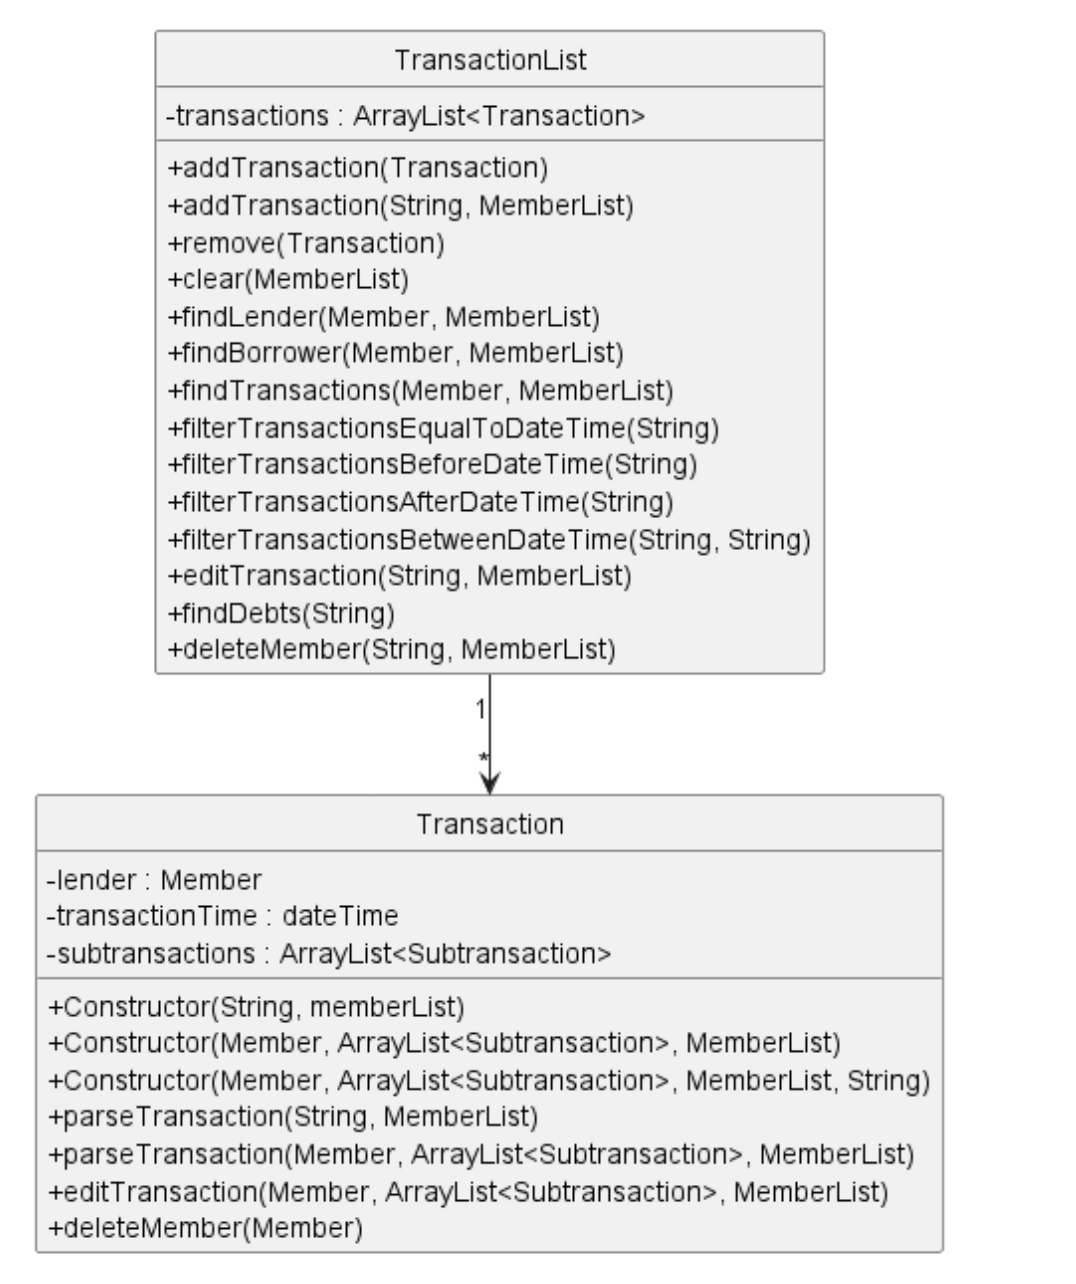 TransactionList
-transactions : ArrayList<Transaction>
+addTransaction(Transaction)
+addTransaction(String, MemberList)
+remove(Transaction)
+clear(MemberList)
+findLender(Member, MemberList)
+findBorrower(Member, MemberList)
+findTransactions(Member, MemberList)
+filterTransactionsEqualToDateTime(String)
+filterTransactionsBeforeDateTime(String)
+filterTransactionsAfterDateTime(String)
+filterTransactionsBetweenDateTime(String, String)
+editTransaction(String, MemberList)
+findDebts(String)
+deleteMember(String, MemberList)
1
*
Transaction
-lender : Member
-transactionTime : dateTime
-subtransactions : ArrayList<Subtransaction>
+Constructor(String, memberList)
+Constructor(Member, ArrayList<Subtransaction>, MemberList)
+Constructor(Member, ArrayList<Subtransaction>, MemberList, String)
+parseTransaction(String, MemberList)
+parseTransaction(Member, ArrayList<Subtransaction>, MemberList)
+editTransaction(Member, ArrayList<Subtransaction>, MemberList)
+deleteMember(Member)